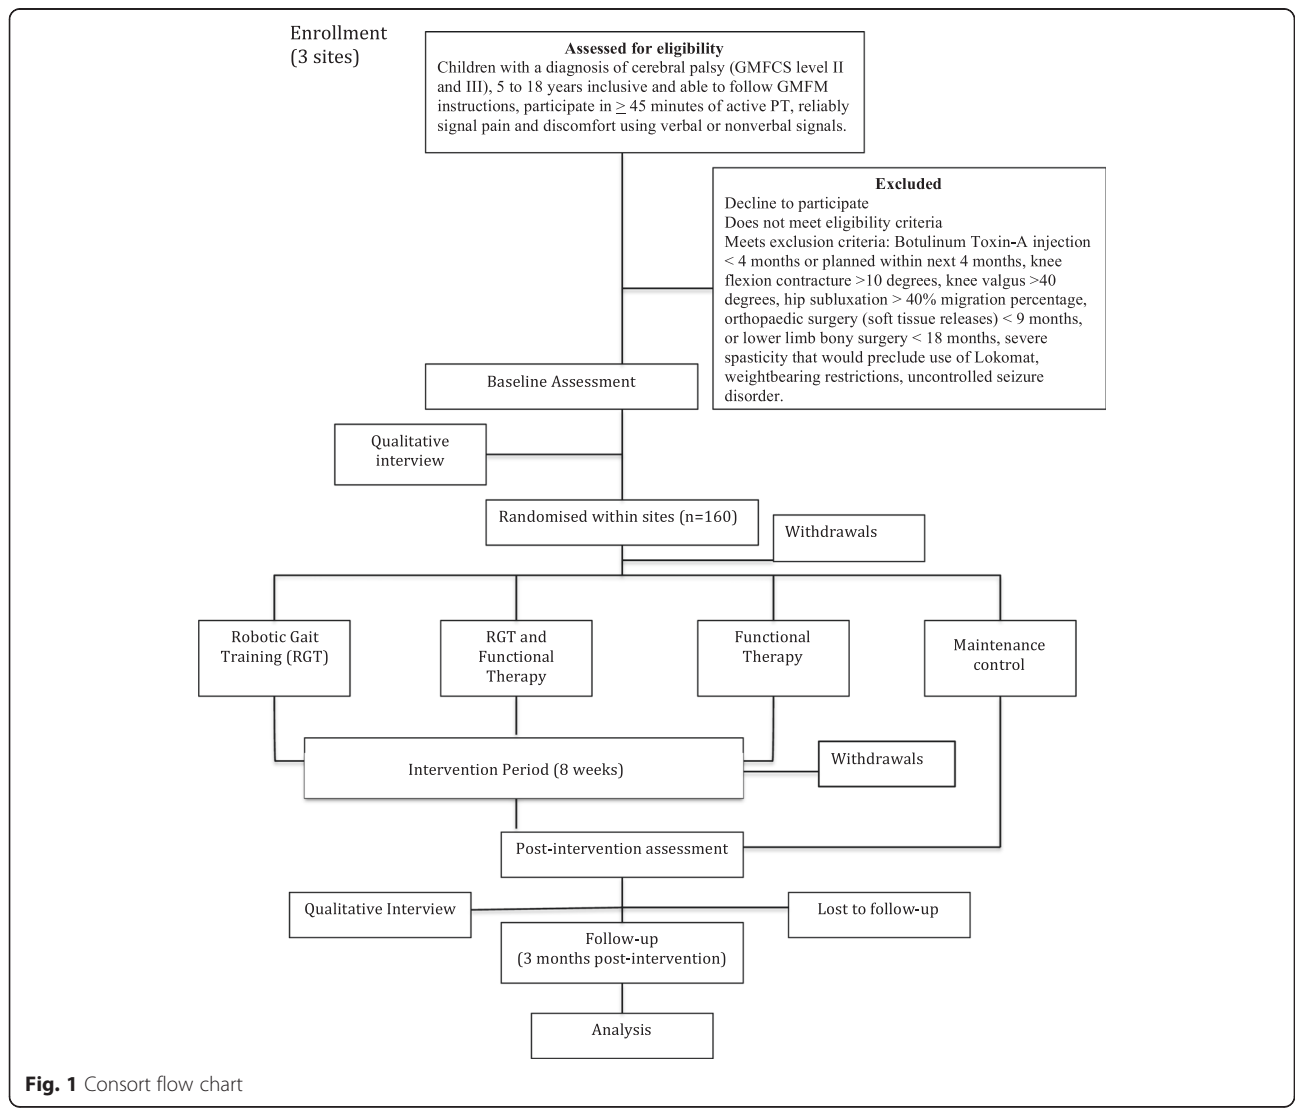 Enrollment
(3 sites)
Assessed for eligibility
Children with a diagnosis of cerebral palsy (GMFCS level II
and III), 5 to 18 years inclusive and able to follow GMFM
instructions, participate in ≥ 45 minutes of active PT, reliably
signal pain and discomfort using verbal or nonverbal signals.
Excluded
Decline to participate
Does not meet eligibility criteria
Meets exclusion criteria: Botulinum Toxin-A injection
< 4 months or planned within next 4 months, knee
flexion contracture >10 degrees, knee valgus >40
degrees, hip subluxation > 40% migration percentage,
orthopaedic surgery (soft tissue releases) < 9 months,
or lower limb bony surgery < 18 months, severe
spasticity that would preclude use of Lokomat,
weightbearing restrictions, uncontrolled seizure
disorder.
Baseline Assessment
Qualitative
interview
Randomised within sites (n=160)
Withdrawals
Robotic Gait
Training (RGT)
RGT and
Functional
Therapy
Functional
Therapy
Maintenance
control
Intervention Period (8 weeks)
Withdrawals
Post-intervention assessment
Qualitative Interview
Lost to follow-up
Follow-up
(3 months post-intervention)
Analysis
Fig. 1 Consort flow chart